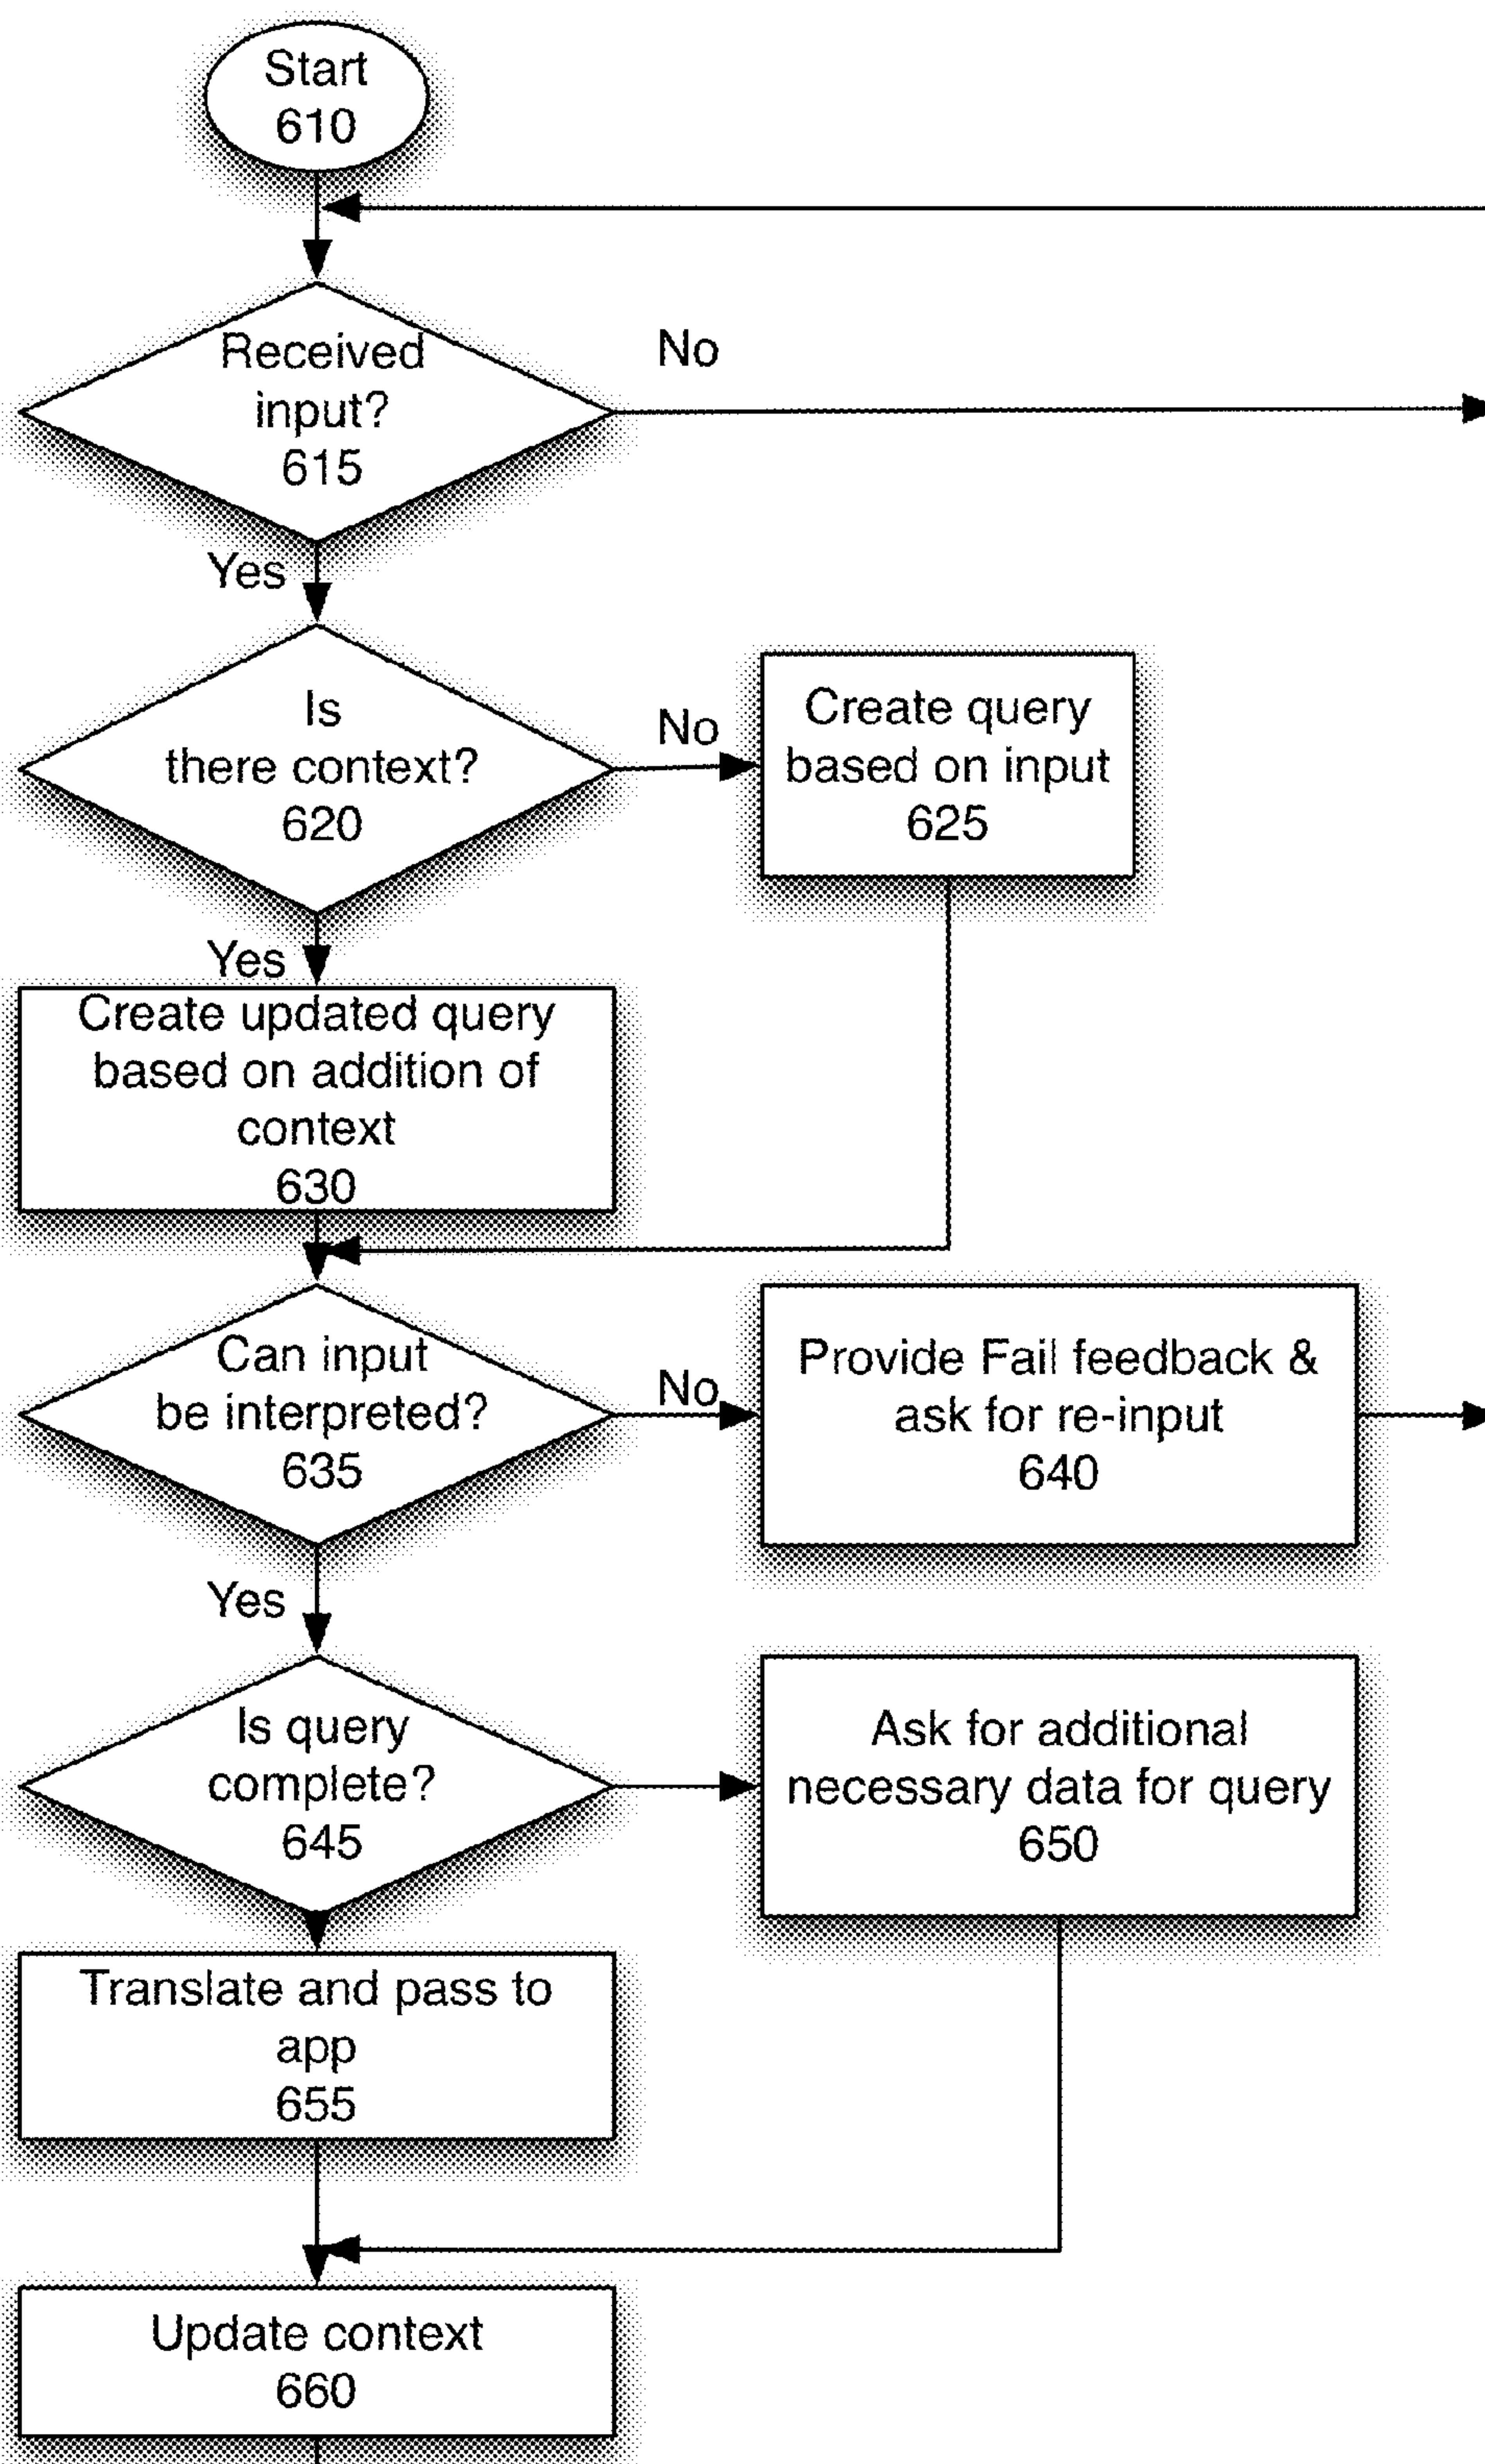 Start
610
Received
input?
615
No
Yes
Is
there context?
620
No
Create query
based on input
625
Yes
Create updated query
based on addition of
context
630
Can input
be interpreted?
635
No
Provide Fail feedback &
ask for re-input
640
Yes
Is query
complete?
645
Ask for additional
necessary data for query
650
Translate and pass to
app
655
Update context
660